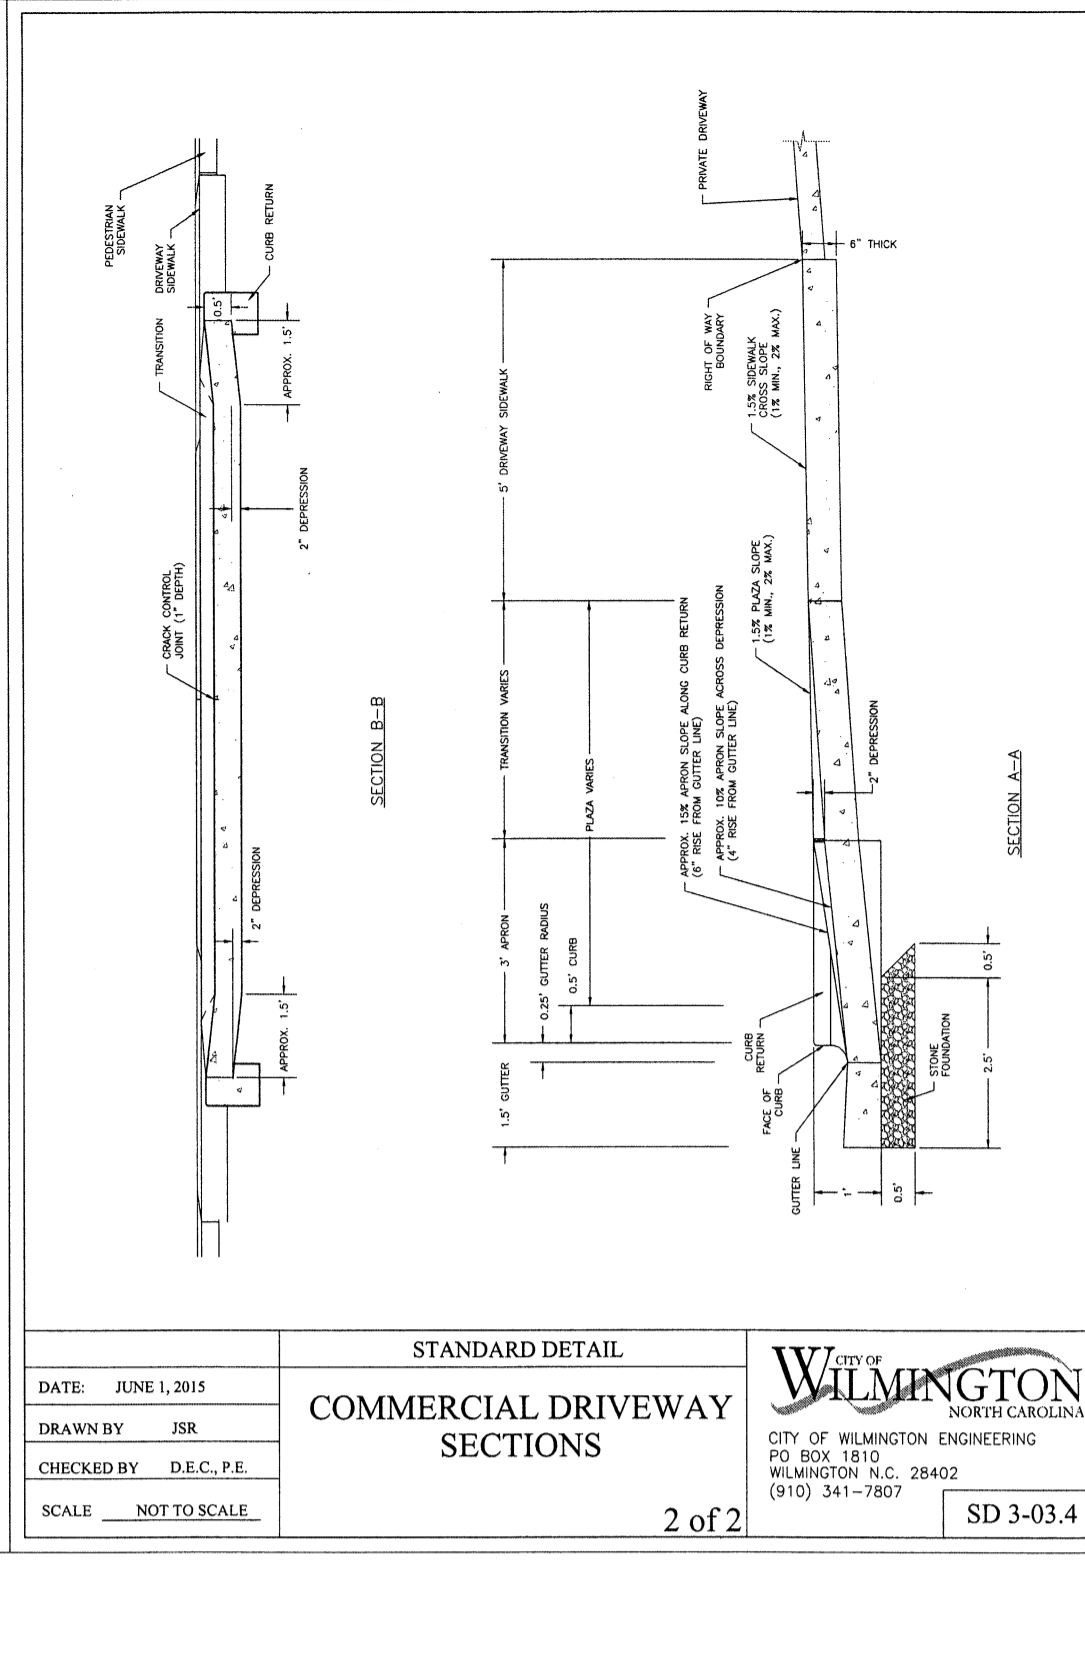 PEDESTRIAN
SIDEWALK
DRIVEWAY
SIDEWALK
TRANSITION
0.5'
CURB RETURN
APPROX. 1.5'
2" DEPRESSION
CRACK CONTROL
JOINT (1" DEPTH)
2" DEPRESSION
APPROX. 1.5'
SECTION B-B
PRIVATE DRIVEWAY
6" THICK
RIGHT OF WAY
BOUNDARY
1.5% SIDEWALK
CROSS SLOPE
(1% MIN., 2% MAX.)
5' DRIVEWAY SIDEWALK
1.5% PLAZA SLOPE
(1% MIN., 2% MAX.)
TRANSITION VARIES
PLAZA VARIES
APPROX. 15% APRON SLOPE ALONG CURB RETURN
(6" RISE FROM GUTTER LINE)
APPROX. 10% APRON SLOPE ACROSS DEPRESSION
(4" RISE FROM GUTTER LINE)
2" DEPRESSION
3' APRON
0.25' GUTTER RADIUS
0.5' CURB
1.5' GUTTER
CURB
RETURN
FACE OF
CURB
GUTTER LINE
STONE
FOUNDATION
0.5'
2.5'
1'
0.5'
SECTION A-A
STANDARD DETAIL
COMMERCIAL DRIVEWAY
SECTIONS
2 of 2
DATE: JUNE 1, 2015
DRAWN BY JSR
CHECKED BY D.E.C., P.E.
SCALE NOT TO SCALE
CITY OF
WILMINGTON
NORTH CAROLINA
CITY OF WILMINGTON ENGINEERING
PO BOX 1810
WILMINGTON N.C. 28402
(910) 341-7807
SD 3-03.4